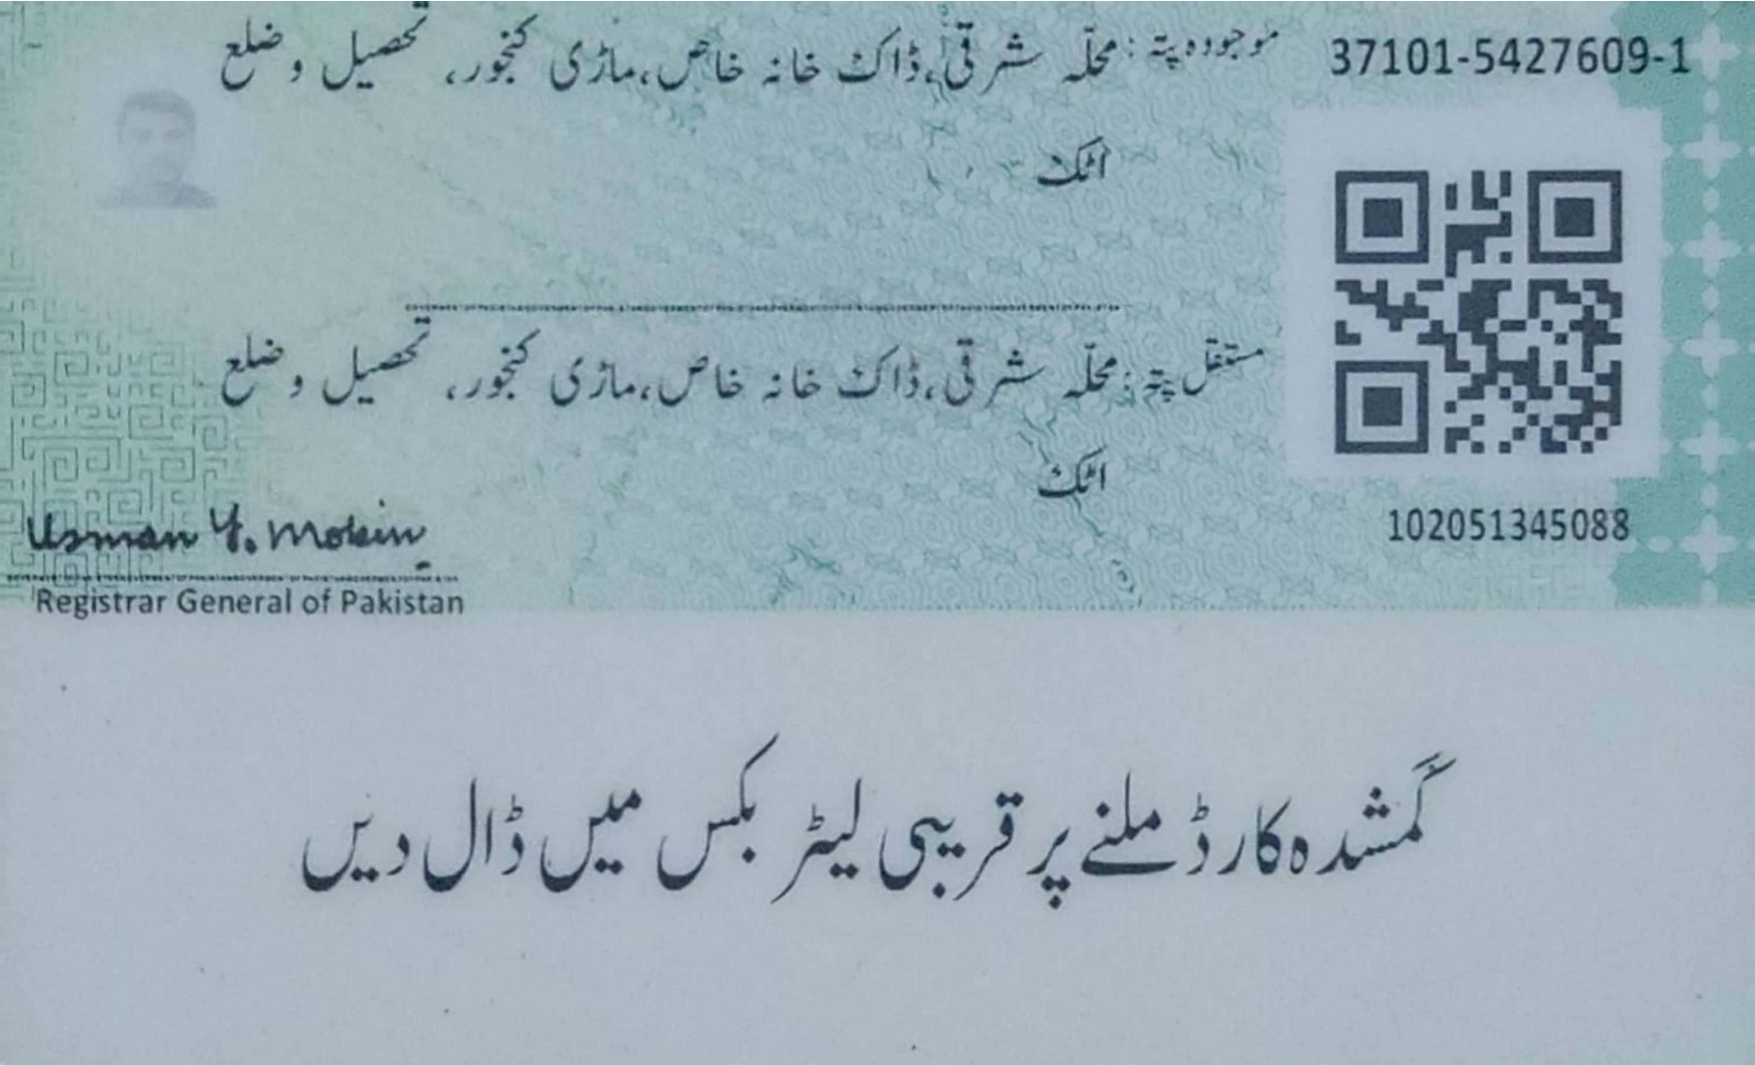 37101-5427609-1
موجودہ پتہ : محلّہ شرقی، ڈاک خانہ خاص، ماڑی کنجور، تحصیل و ضلع
اٹک
مستقل پتہ : محلّہ شرقی، ڈاک خانہ خاص، ماڑی کنجور، تحصیل و ضلع
اٹک
102051345088
Usman Y. Mobin
Registrar General of Pakistan
گمشدہ کارڈ ملنے پر قریبی لیٹر بکس میں ڈال دیں